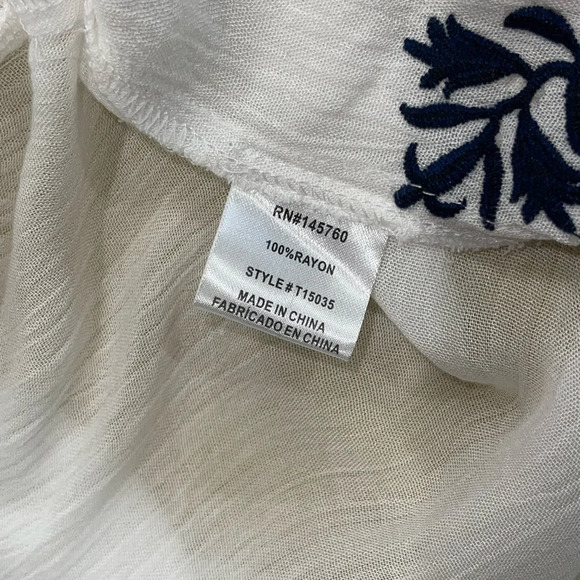 RN#145760
100%RAYON
STYLE # T15035
MADE IN CHINA
FABRICADO EN CHINA